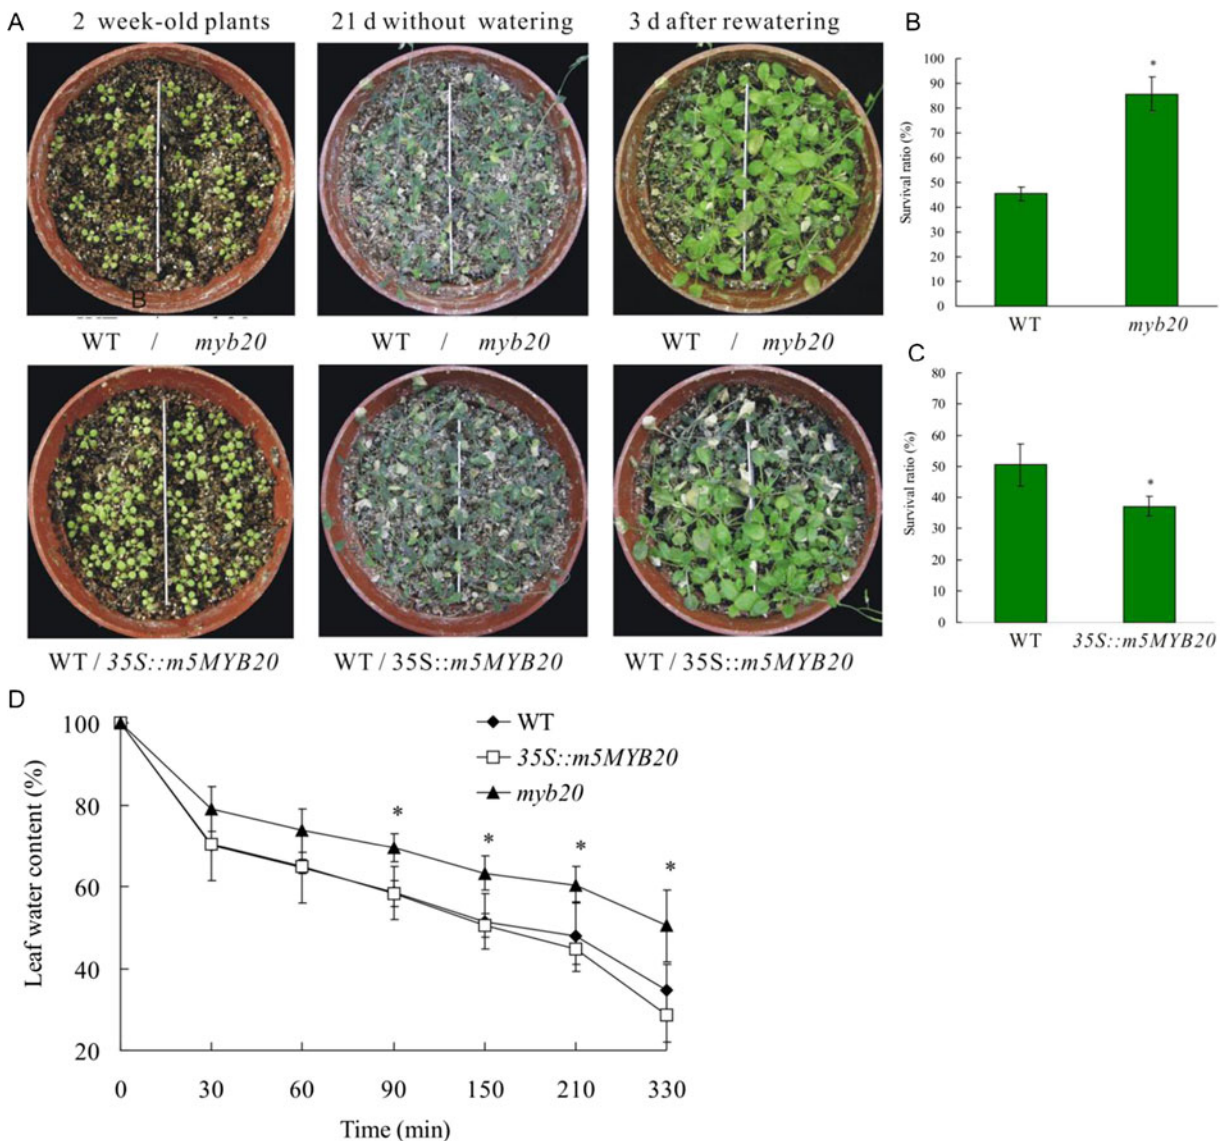 A
2 week-old plants
21 d without watering
3 d after rewatering
B
WT / myb20
WT / myb20
WT / myb20
WT / 35S::m5MYB20
WT / 35S::m5MYB20
WT / 35S::m5MYB20
B
Survival ratio (%)
100
90
80
70
60
50
40
30
20
10
0
*
WT
myb20
C
Survival ratio (%)
80
70
60
50
40
30
20
10
0
*
WT
35S::m5MYB20
D
Leaf water content (%)
100
80
60
40
20
WT
35S::m5MYB20
myb20
* * * *
0 30 60 90 150 210 330
Time (min)